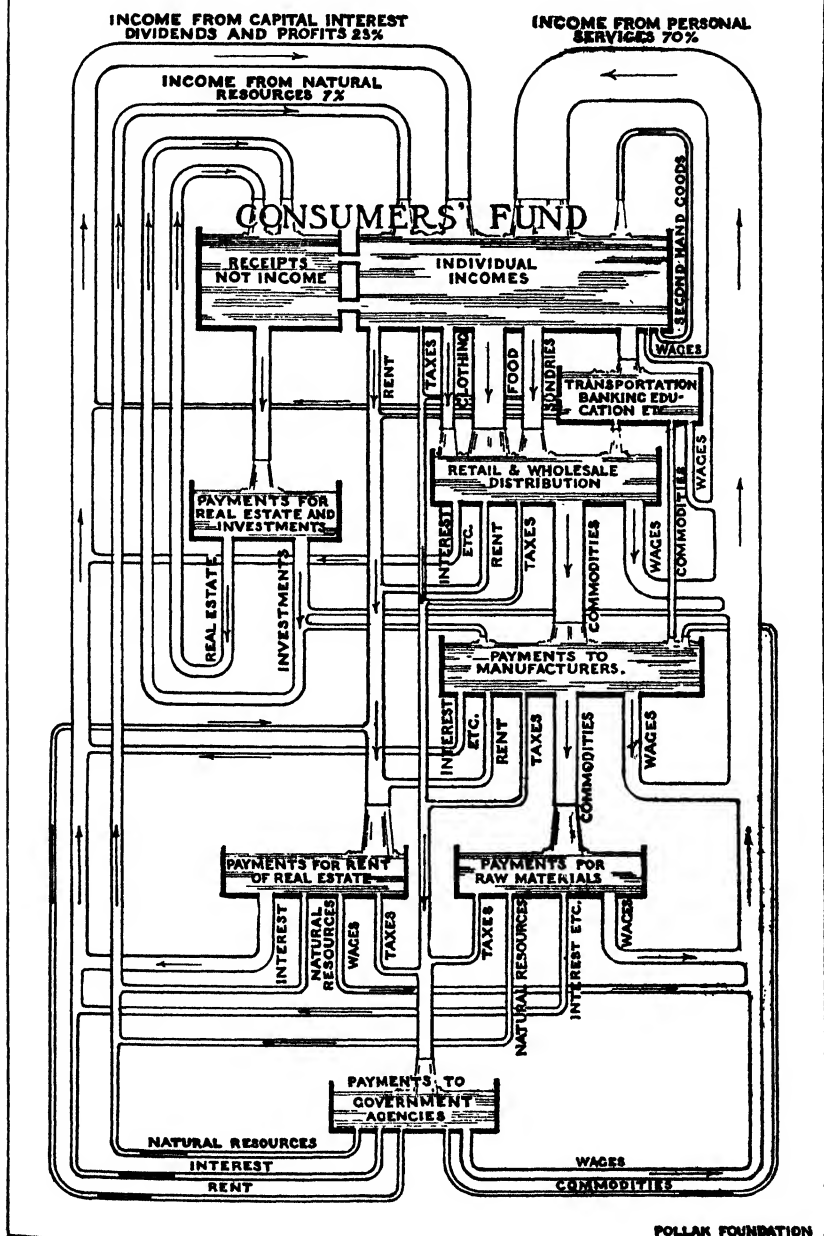 INCOME FROM CAPITAL INTEREST
DIVIDENDS AND PROFITS 23%
INCOME FROM PERSONAL
SERVICES 70%
INCOME FROM NATURAL
RESOURCES 7%
SECOND HAND GOODS
CONSUMERS' FUND
RECEIPTS
NOT INCOME
INDIVIDUAL
INCOMES
RENT
TAXES
CLOTHING
FOOD
SUNDRIES
WAGES
TRANSPORTATION
BANKING EDU-
CATION ETC.
RETAIL & WHOLESALE
DISTRIBUTION
COMMODITIES
WAGES
PAYMENTS FOR
REAL ESTATE AND
INVESTMENTS
REAL ESTATE
INVESTMENTS
INTEREST
ETC.
RENT
TAXES
COMMODITIES
WAGES
PAYMENTS TO
MANUFACTURERS.
INTEREST
ETC.
RENT
TAXES
COMMODITIES
WAGES
PAYMENTS FOR RENT
OF REAL ESTATE
PAYMENTS FOR
RAW MATERIALS
INTEREST
NATURAL
RESOURCES
WAGES
TAXES
TAXES
NATURAL RESOURCES
INTEREST ETC.
WAGES
PAYMENTS TO
GOVERNMENT
AGENCIES
NATURAL RESOURCES
INTEREST
RENT
WAGES
COMMODITIES
POLLAK FOUNDATION